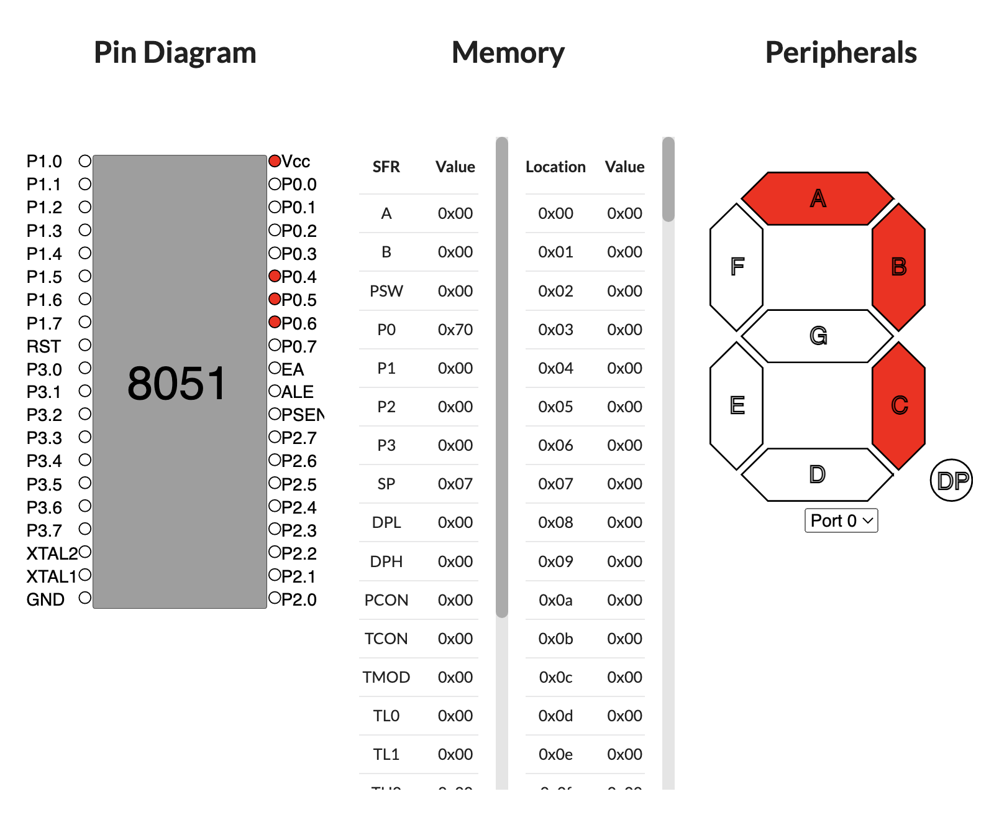 Pin Diagram
Memory
Peripherals
P1.0
P1.1
P1.2
P1.3
P1.4
P1.5
P1.6
P1.7
RST
P3.0
P3.1
P3.2
P3.3
P3.4
P3.5
P3.6
P3.7
XTAL2
XTAL1
GND
8051
Vcc
P0.0
P0.1
P0.2
P0.3
P0.4
P0.5
P0.6
P0.7
EA
ALE
PSEN
P2.7
P2.6
P2.5
P2.4
P2.3
P2.2
P2.1
P2.0
SFR Value
A 0x00
B 0x00
PSW 0x00
P0 0x70
P1 0x00
P2 0x00
P3 0x00
SP 0x07
DPL 0x00
DPH 0x00
PCON 0x00
TCON 0x00
TMOD 0x00
TL0 0x00
TL1 0x00
Location Value
0x00 0x00
0x01 0x00
0x02 0x00
0x03 0x00
0x04 0x00
0x05 0x00
0x06 0x00
0x07 0x00
0x08 0x00
0x09 0x00
0x0a 0x00
0x0b 0x00
0x0c 0x00
0x0d 0x00
0x0e 0x00
A
F
B
G
E
C
D
DP
Port 0